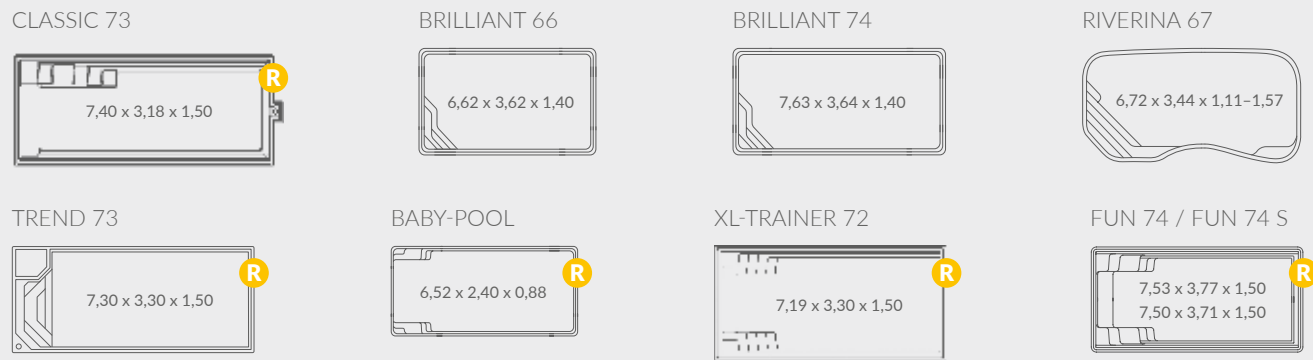 CLASSIC 73
BRILLIANT 66
BRILLIANT 74
RIVERINA 67
R
7,40 x 3,18 x 1,50
6,62 x 3,62 x 1,40
7,63 x 3,64 x 1,40
6,72 x 3,44 x 1,11–1,57
TREND 73
BABY-POOL
XL-TRAINER 72
FUN 74 / FUN 74 S
R
R
R
R
7,30 x 3,30 x 1,50
6,52 x 2,40 x 0,88
7,19 x 3,30 x 1,50
7,53 x 3,77 x 1,50
7,50 x 3,71 x 1,50